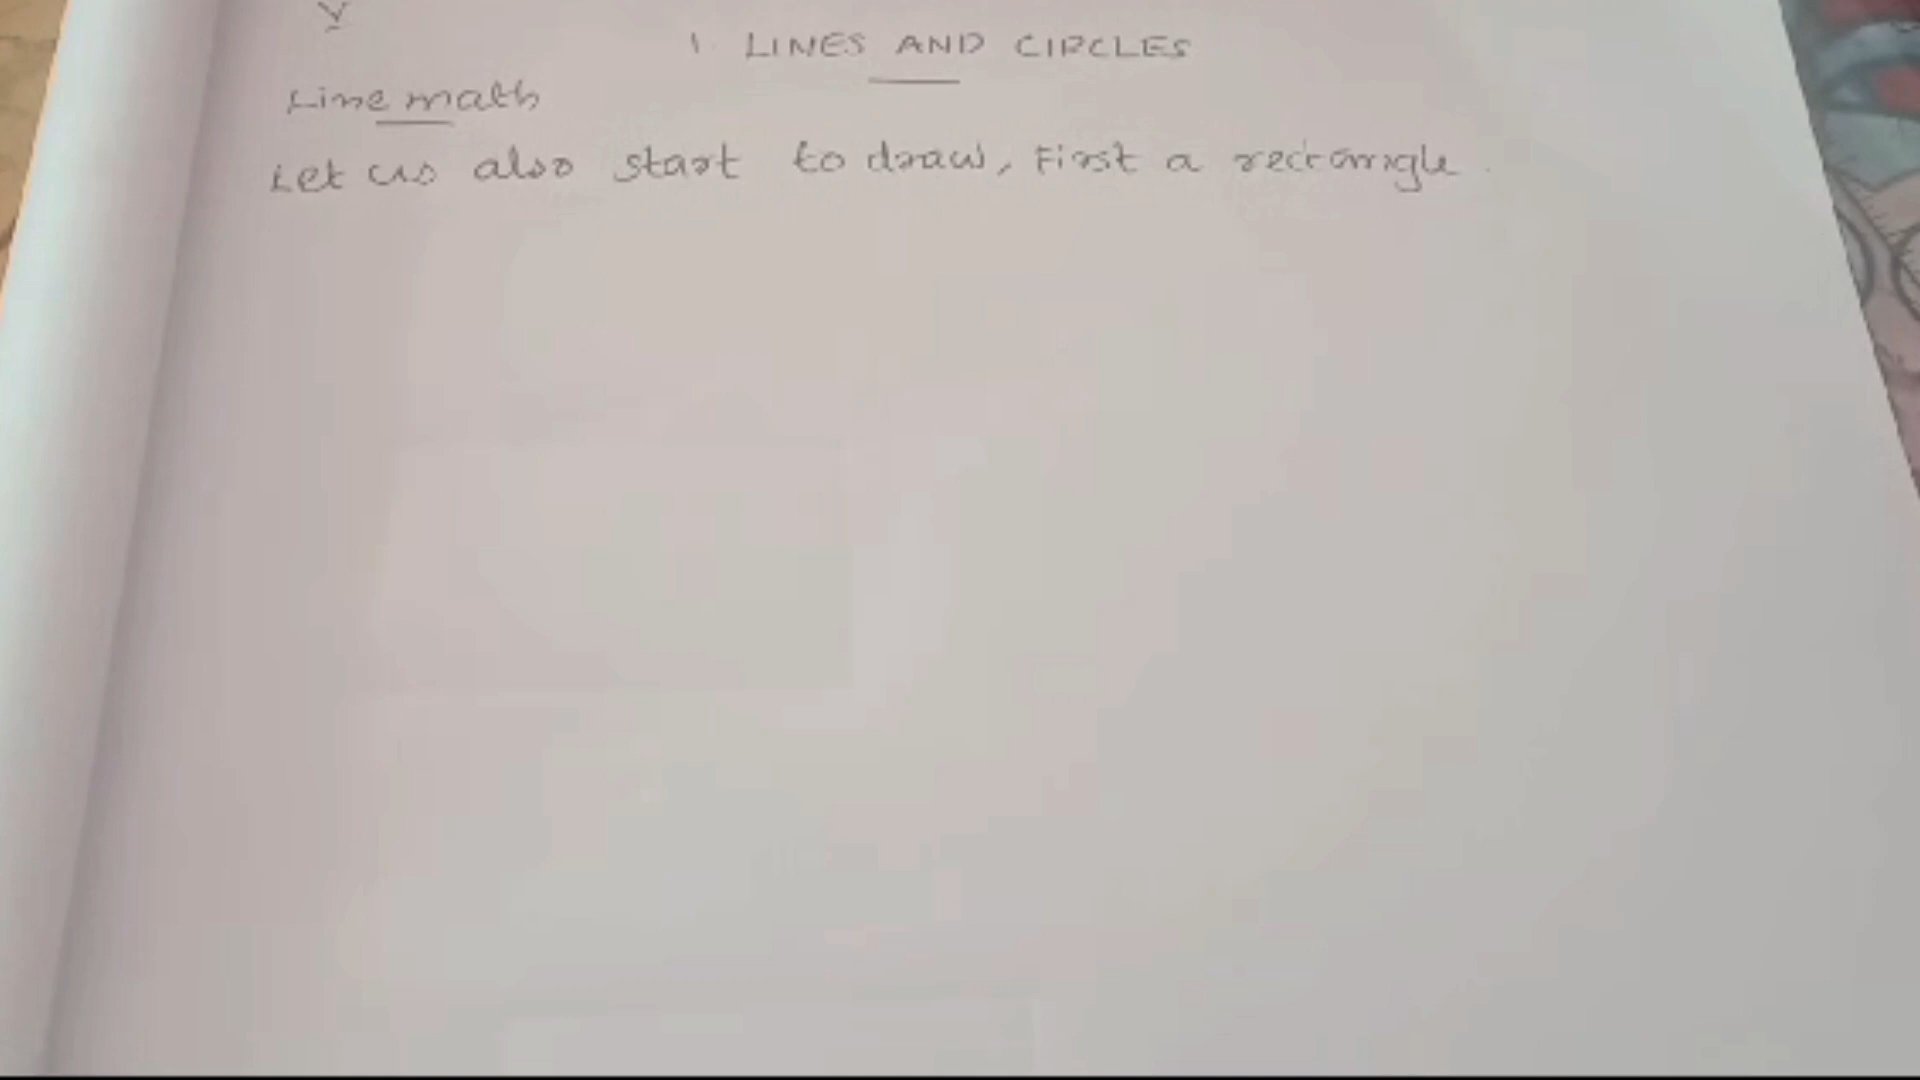 V
1. LINES AND CIRCLES
Line math
Let us also start to draw, First a rectangle.